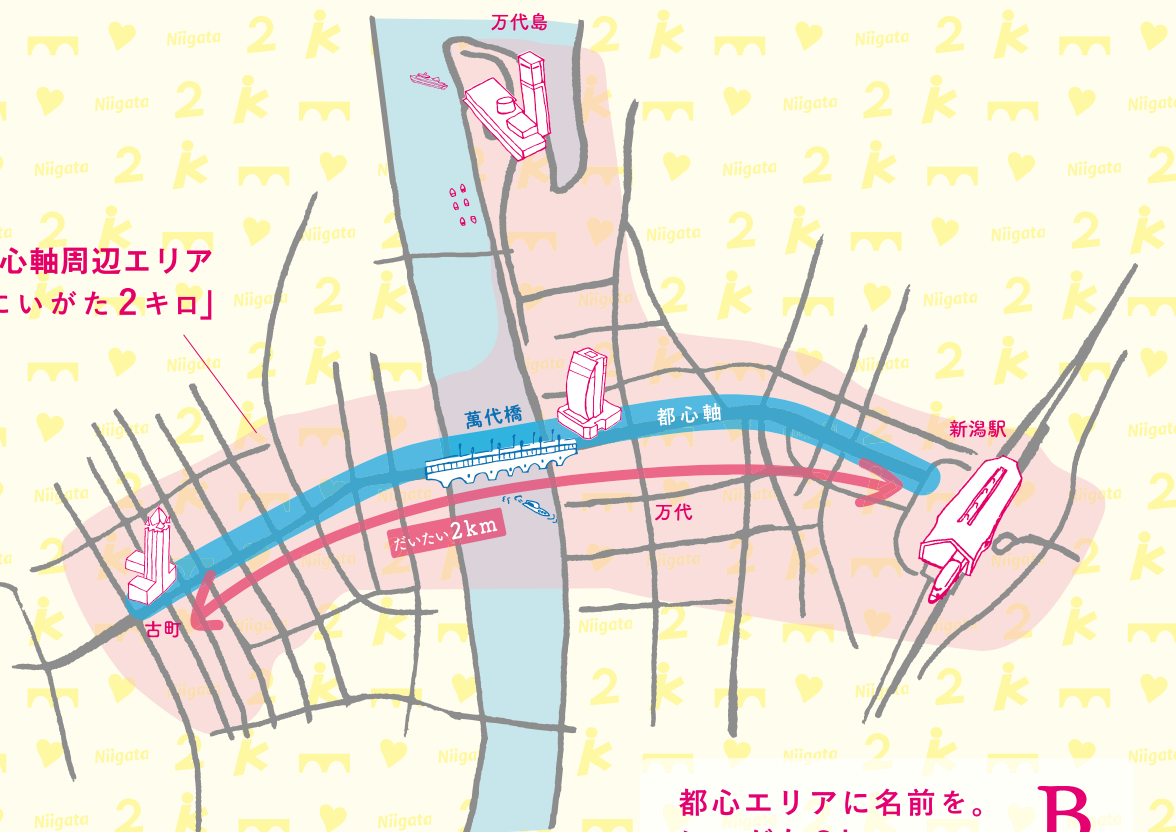 万代島
心軸周辺エリア
にいがた2キロ」
萬代橋
都心軸
新潟駅
万代
だいたい2km
古町
都心エリアに名前を。
B
Niigata 2 k